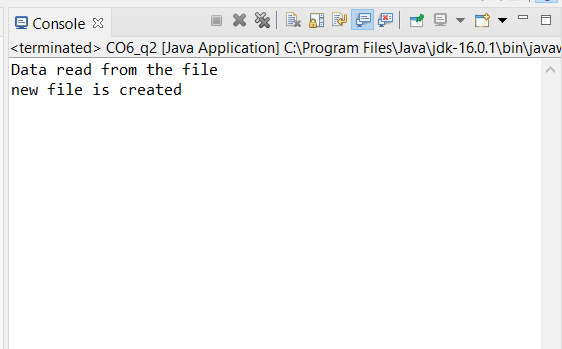 Console
<terminated> CO6_q2 [Java Application] C:\Program Files\Java\jdk-16.0.1\bin\javaw
Data read from the file
new file is created